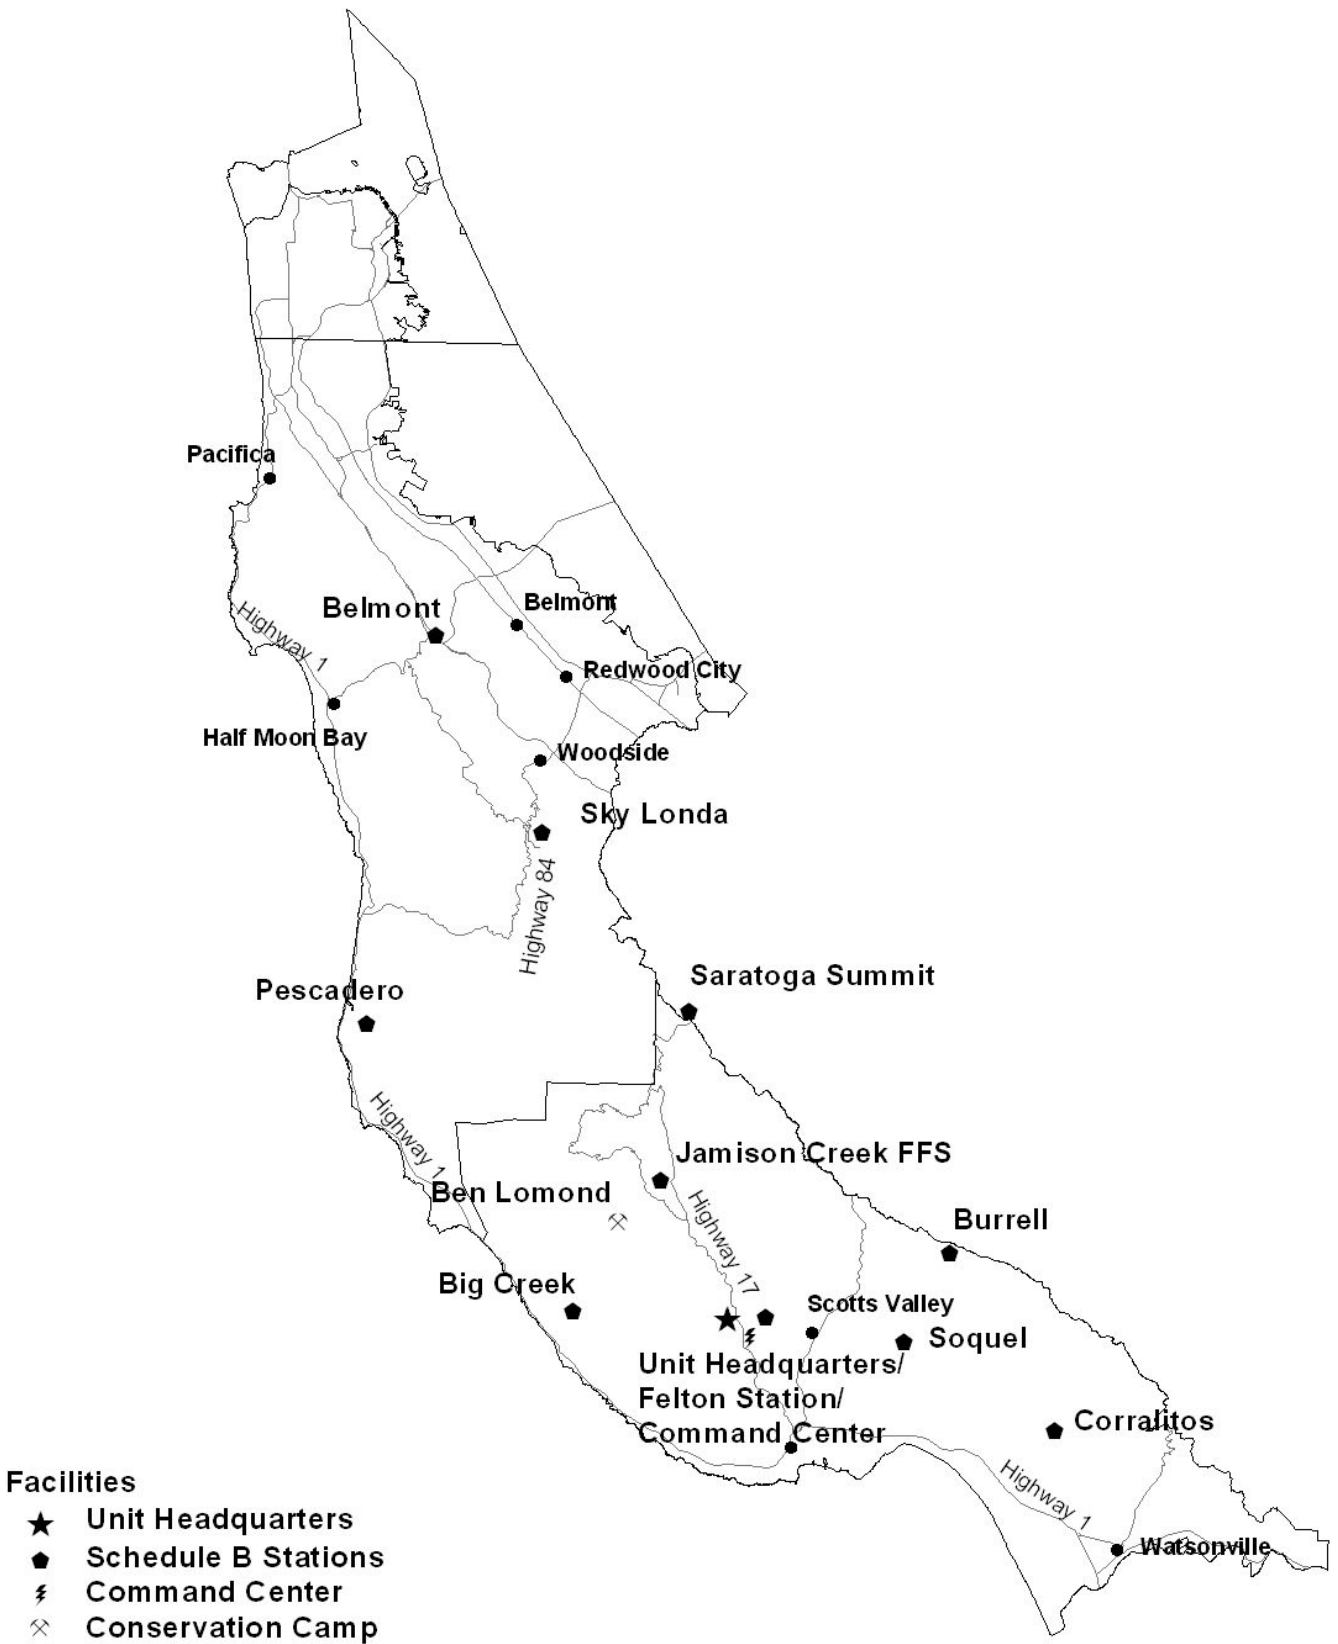 Pacifica
Belmont
Belmont
Highway 1
Redwood City
Half Moon Bay
Woodside
Sky Londa
Highway 84
Saratoga Summit
Pescadero
Highway 1
Jamison Creek FFS
Ben Lomond
Highway 17
Burrell
Big Creek
Scotts Valley
Soquel
Unit Headquarters/
Felton Station/
Command Center
Corralitos
Highway 1
Watsonville
Facilities
Unit Headquarters
Schedule B Stations
Command Center
Conservation Camp